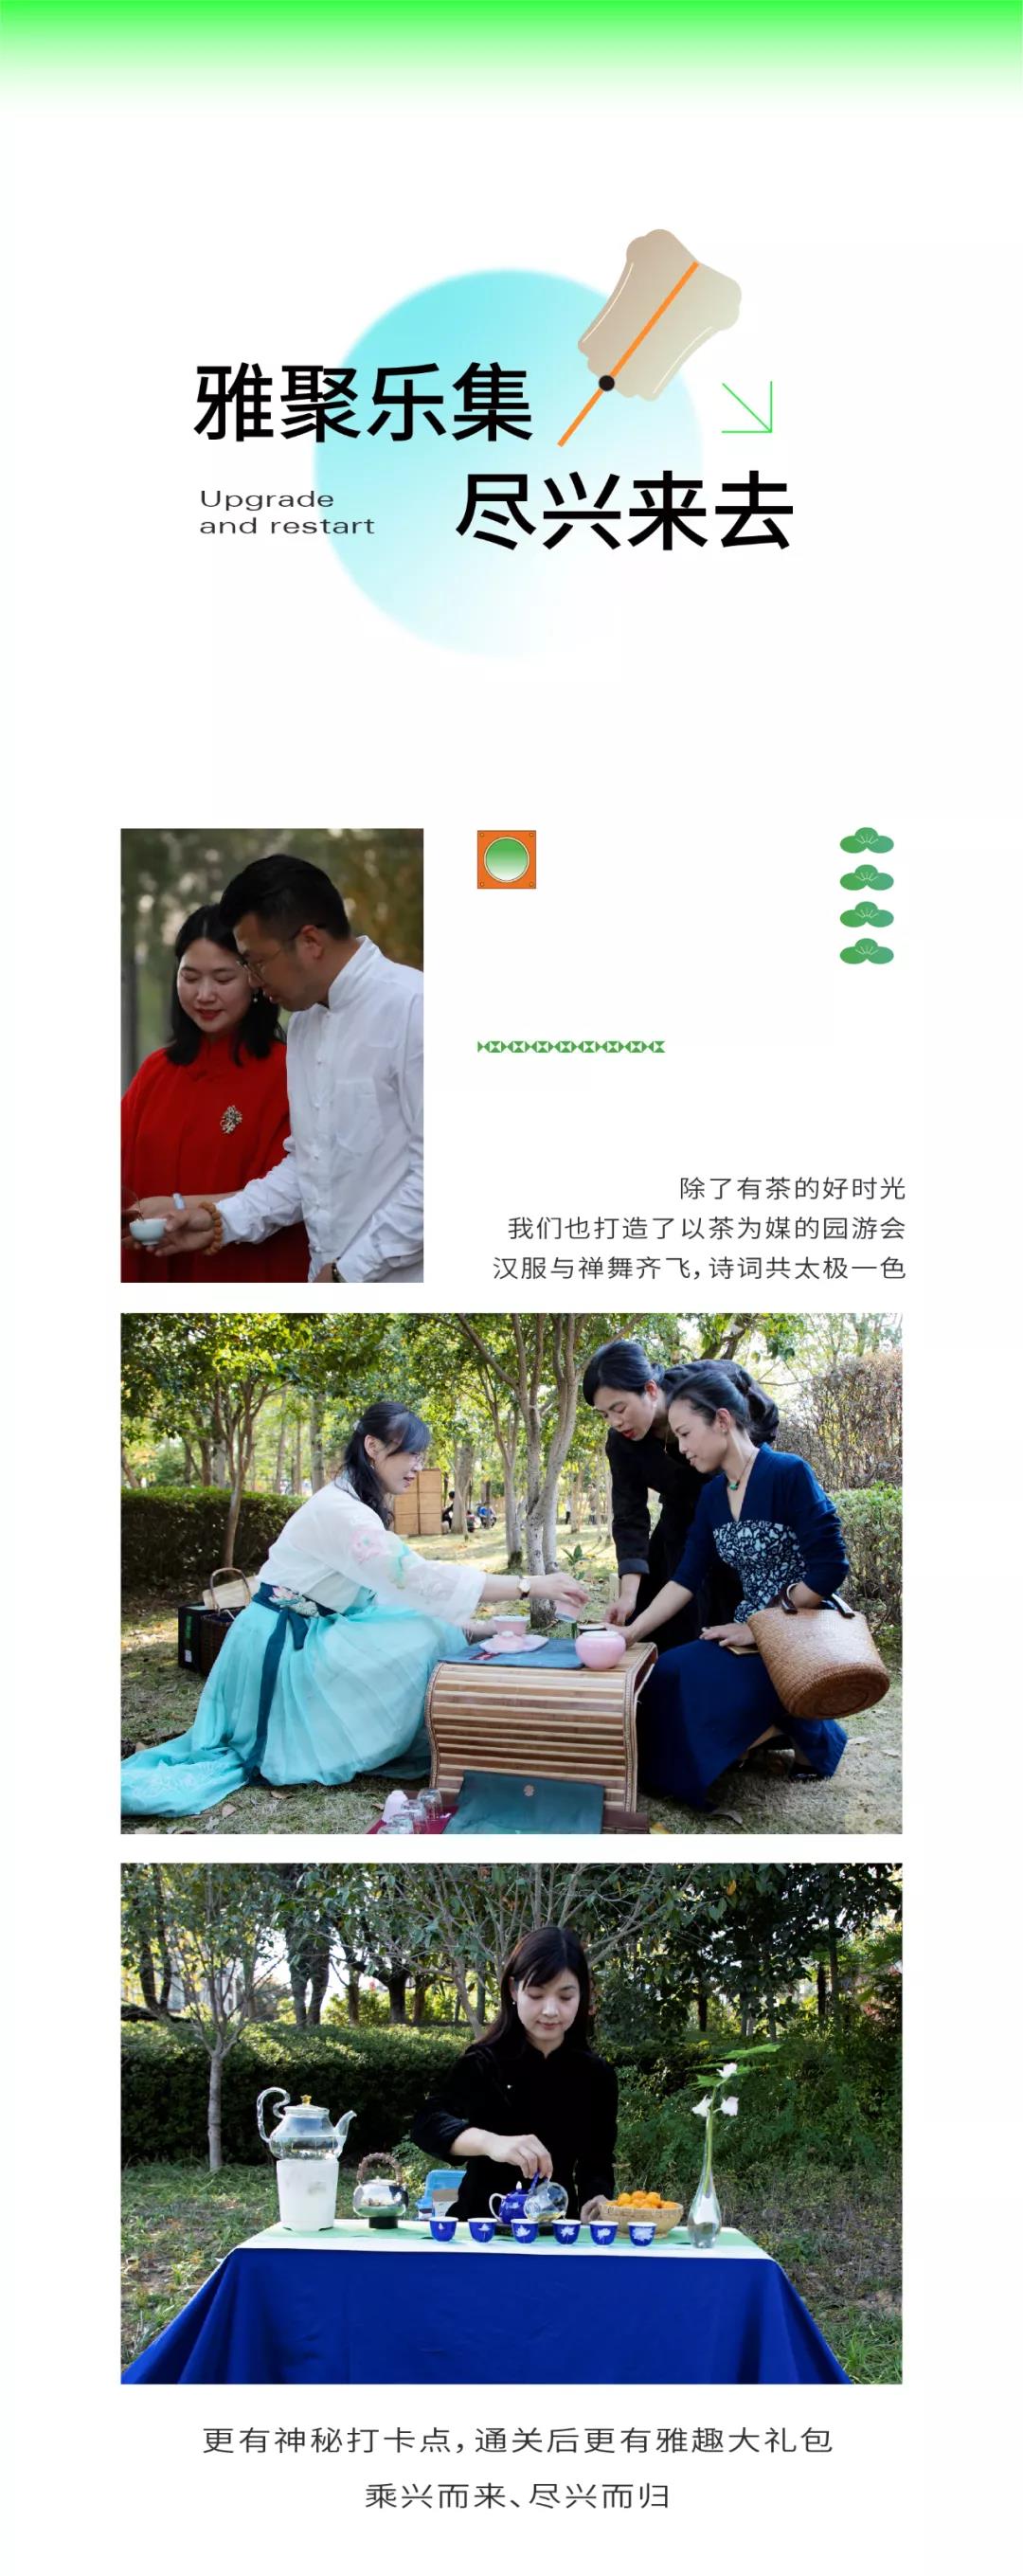 雅聚乐集
尽兴来去
Upgrade
and restart
除了有茶的好时光
我们也打造了以茶为媒的园游会
汉服与禅舞齐飞,诗词共太极一色
更有神秘打卡点,通关后更有雅趣大礼包
乘兴而来、尽兴而归